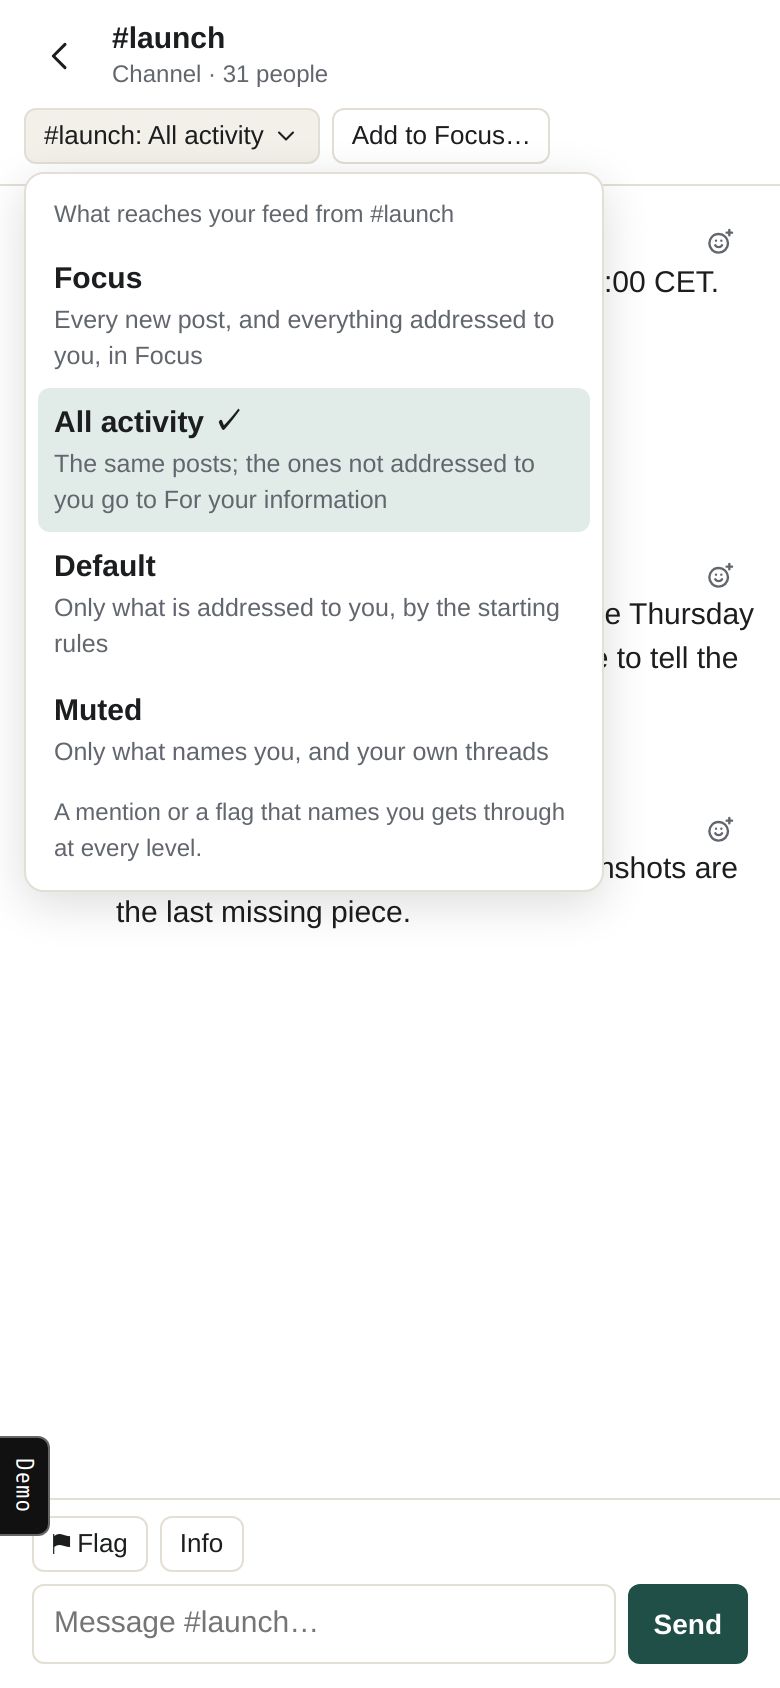 #launch
Channel · 31 people
#launch: All activity
Add to Focus…
What reaches your feed from #launch
Focus
Every new post, and everything addressed to
you, in Focus
All activity ✓
The same posts; the ones not addressed to
you go to For your information
Default
Only what is addressed to you, by the starting
rules
Muted
Only what names you, and your own threads
A mention or a flag that names you gets through
at every level.
:00 CET.
e Thursday
to tell the
nshots are
the last missing piece.
Demo
Flag
Info
Message #launch…
Send